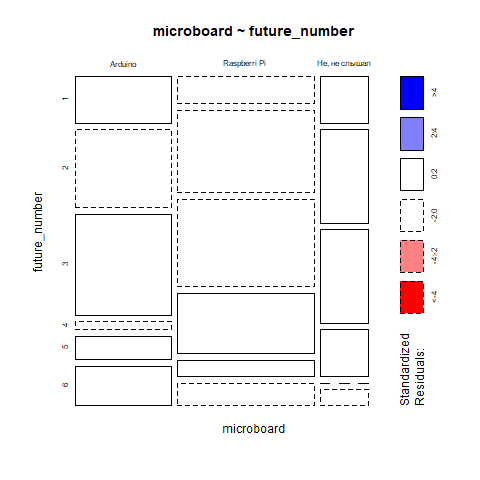 microboard ~ future_number
Arduino
Raspberri Pi
Не, не слышал
1
2
3
4
5
6
future_number
microboard
>4
2:4
0:2
-2:0
-4:-2
<-4
Standardized
Residuals: